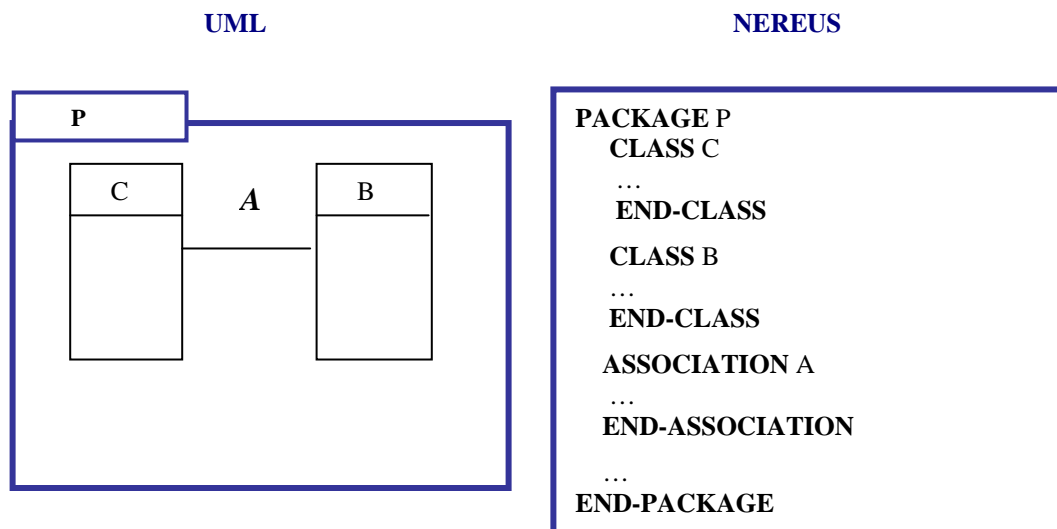 UML
NEREUS
P
C
A
B
PACKAGE P
CLASS C
…
END-CLASS
CLASS B
…
END-CLASS
ASSOCIATION A
…
END-ASSOCIATION
…
END-PACKAGE